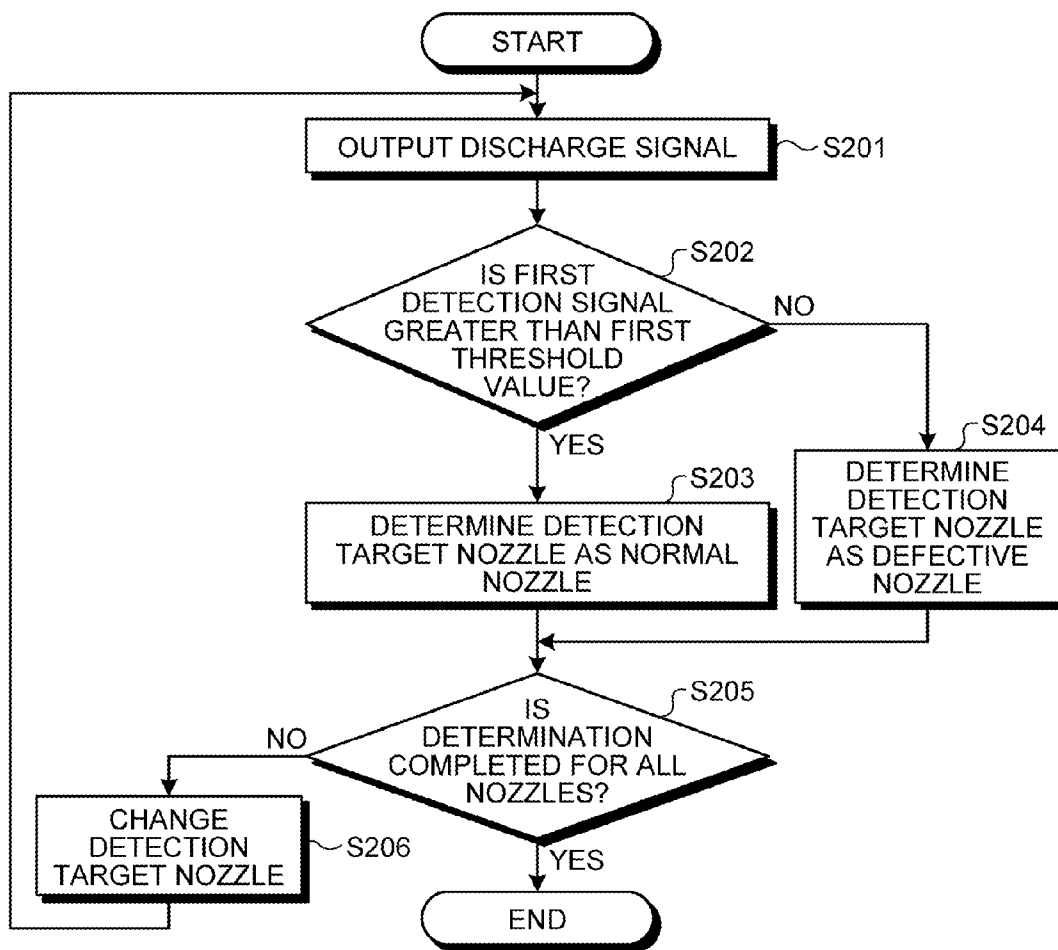 START
OUTPUT DISCHARGE SIGNAL
S201
S202
IS FIRST
DETECTION SIGNAL
GREATER THAN FIRST
THRESHOLD
VALUE?
NO
YES
S203
DETERMINE DETECTION
TARGET NOZZLE AS NORMAL
NOZZLE
S204
DETERMINE
DETECTION
TARGET NOZZLE
AS DEFECTIVE
NOZZLE
S205
IS
DETERMINATION
COMPLETED FOR ALL
NOZZLES?
NO
CHANGE
DETECTION
TARGET NOZZLE
S206
YES
END